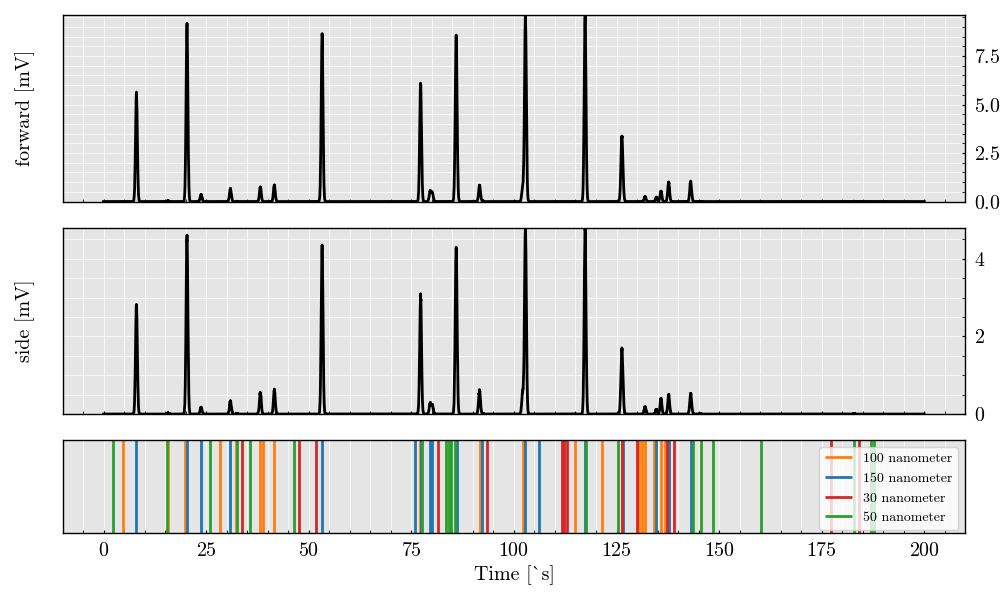 forward [mV]
7.5
5.0
2.5
0.0
side [mV]
4
2
0
100 nanometer
150 nanometer
30 nanometer
50 nanometer
0 25 50 75 100 125 150 175 200
Time [`s]